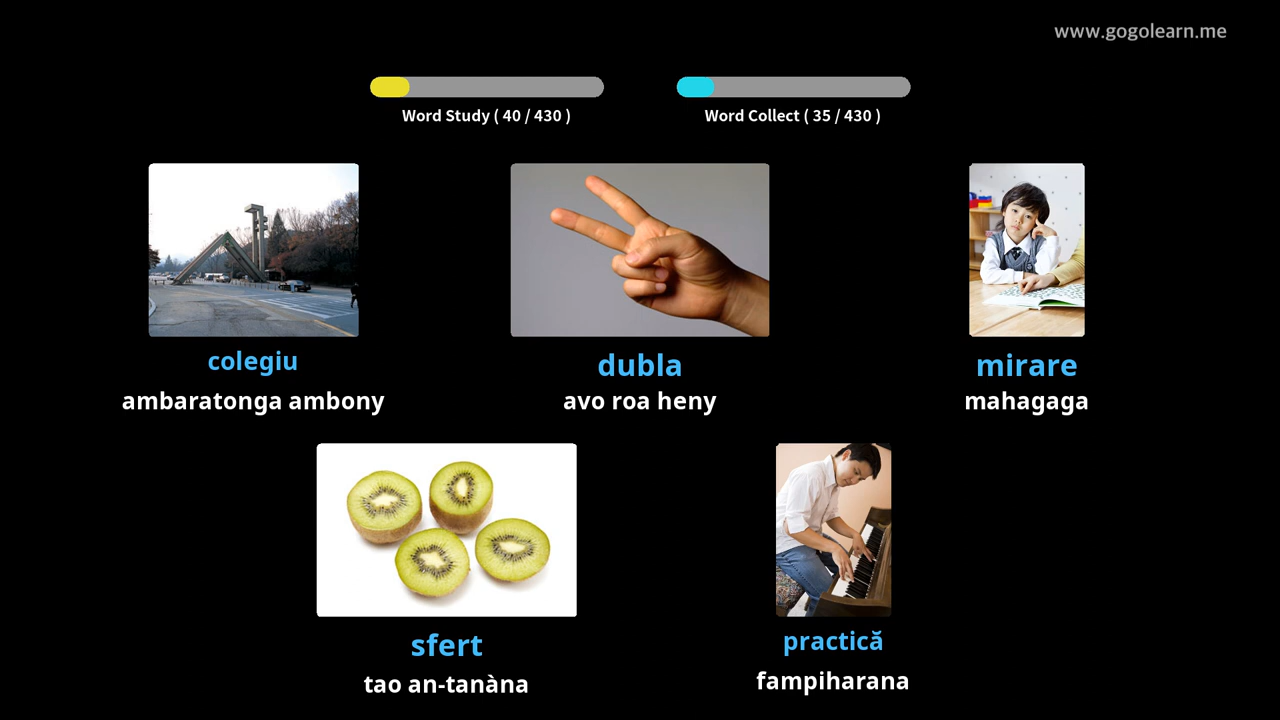 www.gogolearn.me
Word Study ( 40 / 430 )
Word Collect ( 35 / 430 )
colegiu
ambaratonga ambony
dubla
avo roa heny
mirare
mahagaga
sfert
tao an-tanàna
practică
fampiharana